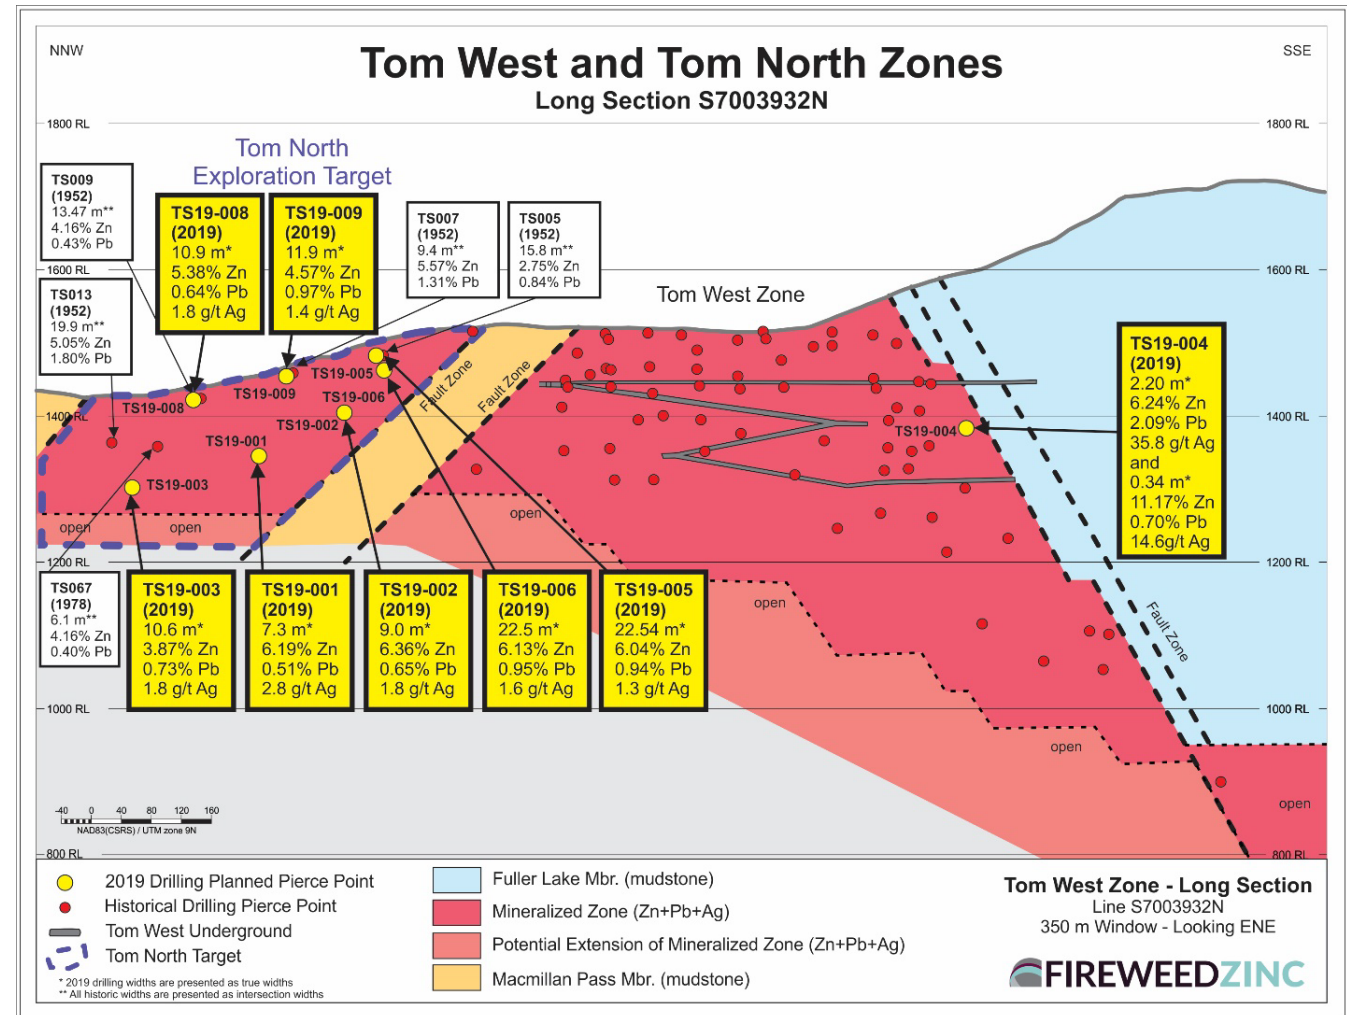 NNW
SSE
Tom West and Tom North Zones
Long Section S7003932N
1800 RL
1800 RL
Tom North
Exploration Target
TS009
(1952)
13.47 m**
4.16% Zn
0.43% Pb
TS19-008
(2019)
10.9 m*
5.38% Zn
0.64% Pb
1.8 g/t Ag
TS19-009
(2019)
11.9 m*
4.57% Zn
0.97% Pb
1.4 g/t Ag
TS007
(1952)
9.4 m**
5.57% Zn
1.31% Pb
TS005
(1952)
15.8 m**
2.75% Zn
0.84% Pb
1600 RL
1600 RL
Tom West Zone
TS013
(1952)
19.9 m**
5.05% Zn
1.80% Pb
TS19-004
(2019)
2.20 m*
6.24% Zn
2.09% Pb
35.8 g/t Ag
and
0.34 m*
11.17% Zn
0.70% Pb
14.6g/t Ag
TS19-005
TS19-009
TS19-006
TS19-008
TS19-002
Fault Zone
Fault Zone
1400 RL
1400 RL
TS19-004
TS19-001
TS19-003
open
open
open
1200 RL
1200 RL
TS067
(1978)
6.1 m**
4.16% Zn
0.40% Pb
TS19-003
(2019)
10.6 m*
3.87% Zn
0.73% Pb
1.8 g/t Ag
TS19-001
(2019)
7.3 m*
6.19% Zn
0.51% Pb
2.8 g/t Ag
TS19-002
(2019)
9.0 m*
6.36% Zn
0.65% Pb
1.8 g/t Ag
TS19-006
(2019)
22.5 m*
6.13% Zn
0.95% Pb
1.6 g/t Ag
TS19-005
(2019)
22.54 m*
6.04% Zn
0.94% Pb
1.3 g/t Ag
open
Fault Zone
1000 RL
1000 RL
open
open
-40 0 40 80 120 160
NAD83(CSRS) / UTM zone 9N
800 RL
800 RL
2019 Drilling Planned Pierce Point
Historical Drilling Pierce Point
Tom West Underground
Tom North Target
* 2019 drilling widths are presented as true widths
** All historic widths are presented as intersection widths
Fuller Lake Mbr. (mudstone)
Mineralized Zone (Zn+Pb+Ag)
Potential Extension of Mineralized Zone (Zn+Pb+Ag)
Macmillan Pass Mbr. (mudstone)
Tom West Zone - Long Section
Line S7003932N
350 m Window - Looking ENE
FIREWEEDZINC